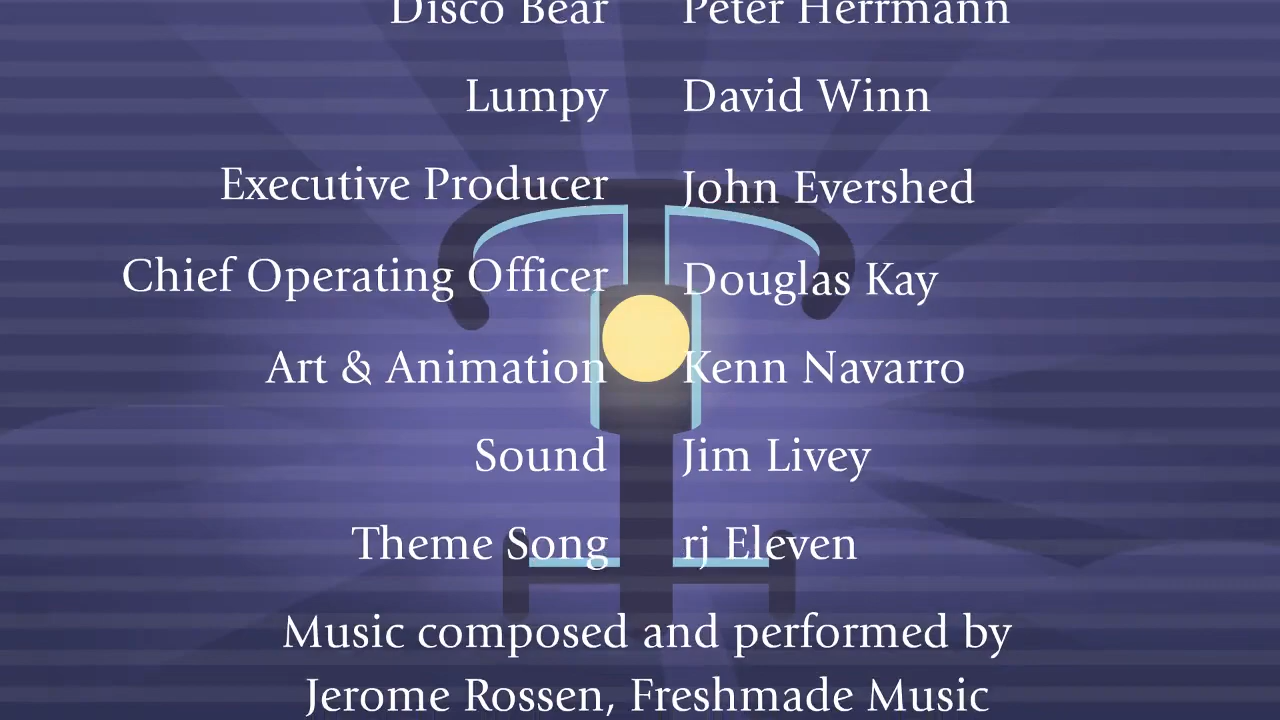 Disco Bear Peter Herrmann
Lumpy David Winn
Executive Producer John Evershed
Chief Operating Officer Douglas Kay
Art & Animation Kenn Navarro
Sound Jim Livey
Theme Song rj Eleven
Music composed and performed by
Jerome Rossen, Freshmade Music